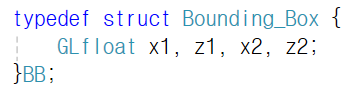 typedef struct Bounding_Box {
    GLfloat x1, z1, x2, z2;
}BB;